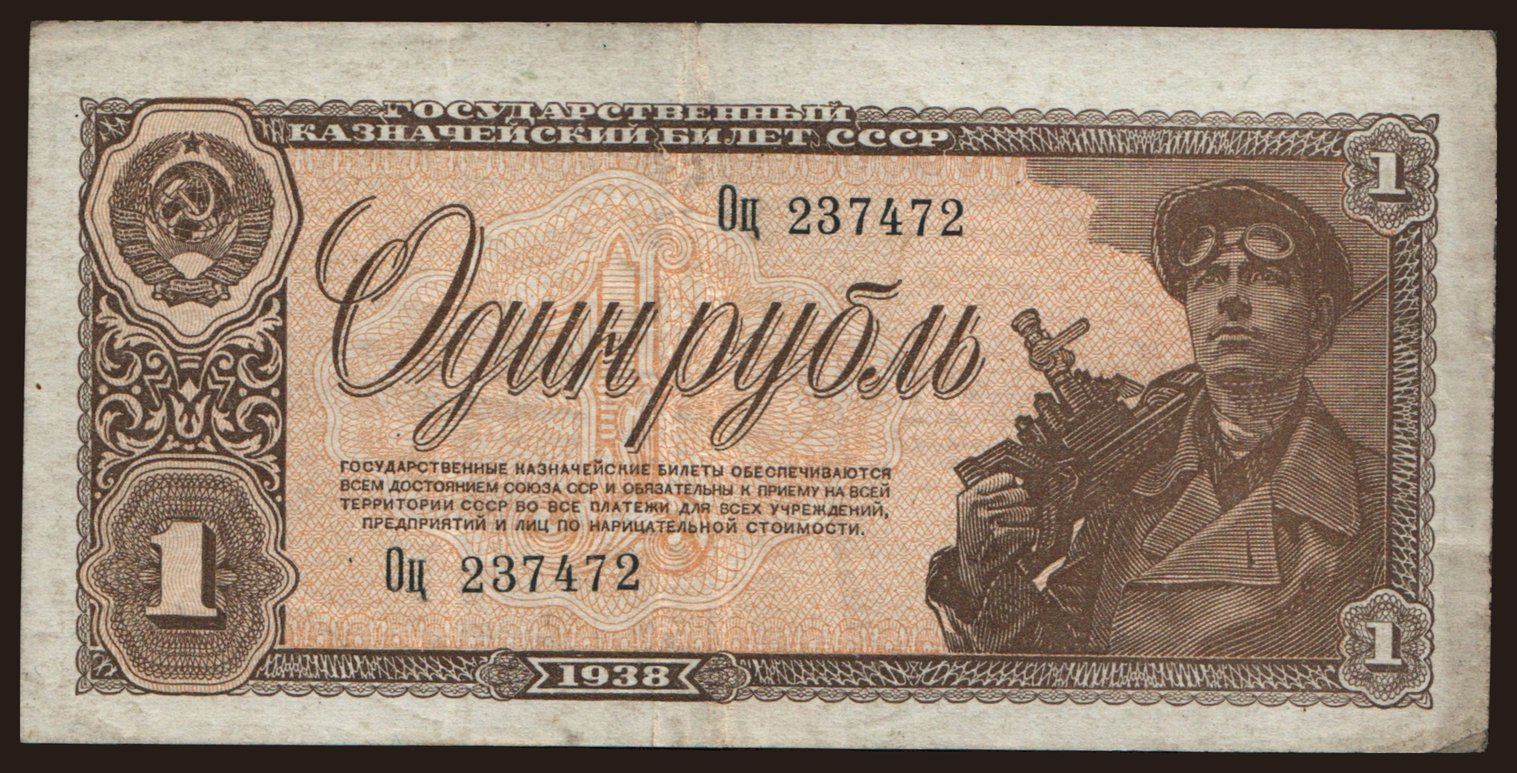 ГОСУДАРСТВЕННЫЙ
КАЗНАЧЕЙСКИЙ БИЛЕТ СССР
1
Оц 237472
Один рубль
ГОСУДАРСТВЕННЫЕ КАЗНАЧЕЙСКИЕ БИЛЕТЫ ОБЕСПЕЧИВАЮТСЯ
ВСЕМ ДОСТОЯНИЕМ СОЮЗА ССР И ОБЯЗАТЕЛЬНЫ К ПРИЕМУ НА ВСЕЙ
ТЕРРИТОРИИ СССР ВО ВСЕ ПЛАТЕЖИ ДЛЯ ВСЕХ УЧРЕЖДЕНИЙ,
ПРЕДПРИЯТИЙ И ЛИЦ ПО НАРИЦАТЕЛЬНОЙ СТОИМОСТИ.
Оц 237472
1
1
1938